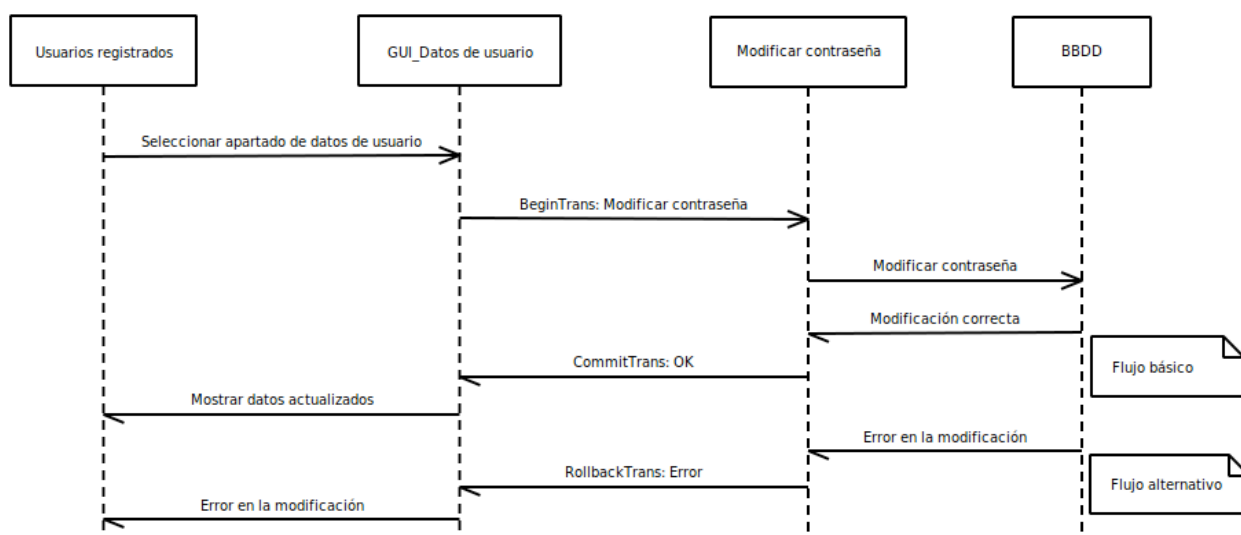 Usuarios registrados
GUI_Datos de usuario
Modificar contraseña
BBDD
Seleccionar apartado de datos de usuario
BeginTrans: Modificar contraseña
Modificar contraseña
Modificación correcta
CommitTrans: OK
Flujo básico
Mostrar datos actualizados
Error en la modificación
RollbackTrans: Error
Flujo alternativo
Error en la modificación